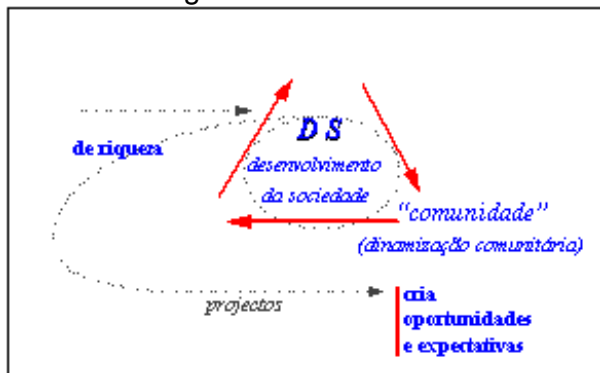 D S
de riqueza
desenvolvimento
da sociedade
"comunidade"
(dinamização comunitária)
projectos
cria
oportunidades
e expectativas